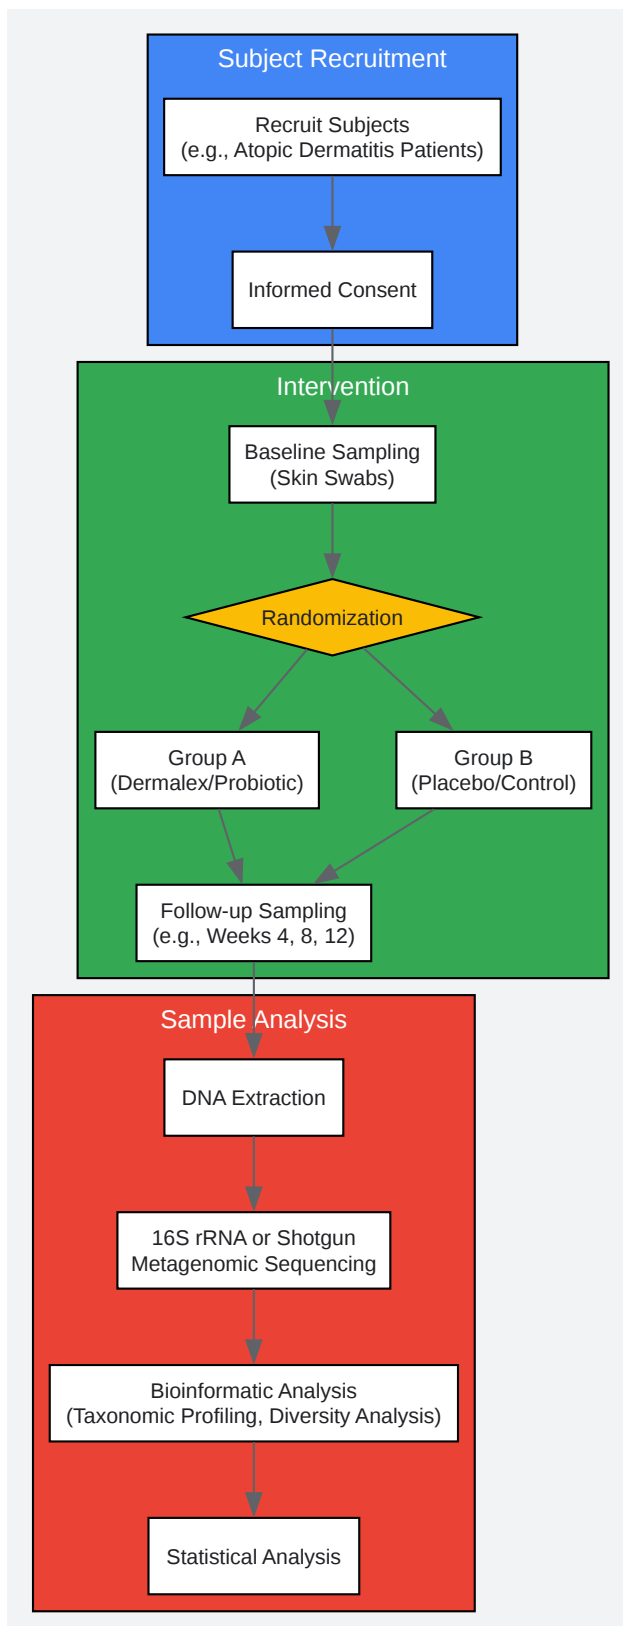 Subject Recruitment
Recruit Subjects
(e.g., Atopic Dermatitis Patients)
Informed Consent
Intervention
Baseline Sampling
(Skin Swabs)
Randomization
Group A
(Dermalex/Probiotic)
Group B
(Placebo/Control)
Follow-up Sampling
(e.g., Weeks 4, 8, 12)
Sample Analysis
DNA Extraction
16S rRNA or Shotgun
Metagenomic Sequencing
Bioinformatic Analysis
(Taxonomic Profiling, Diversity Analysis)
Statistical Analysis